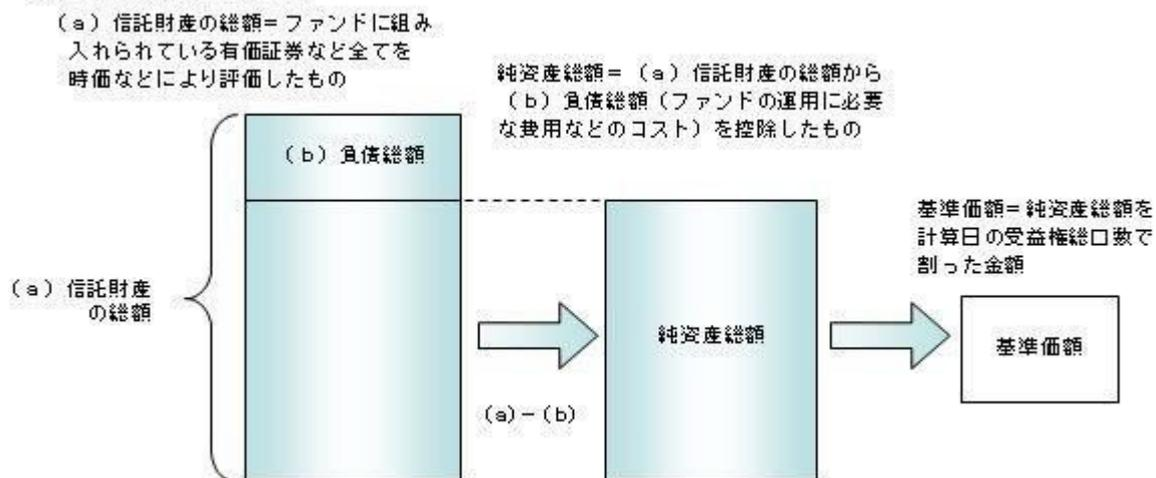 （a）信託財産の総額＝ファンドに組み
入れられている有価証券など全てを
時価などにより評価したもの
純資産総額＝（a）信託財産の総額から
（b）負債総額（ファンドの運用に必要
な費用などのコスト）を控除したもの
（b）負債総額
基準価額＝純資産総額を
計算日の受益権総口数で
割った金額
（a）信託財産
の総額
純資産総額
基準価額
(a)－(b)